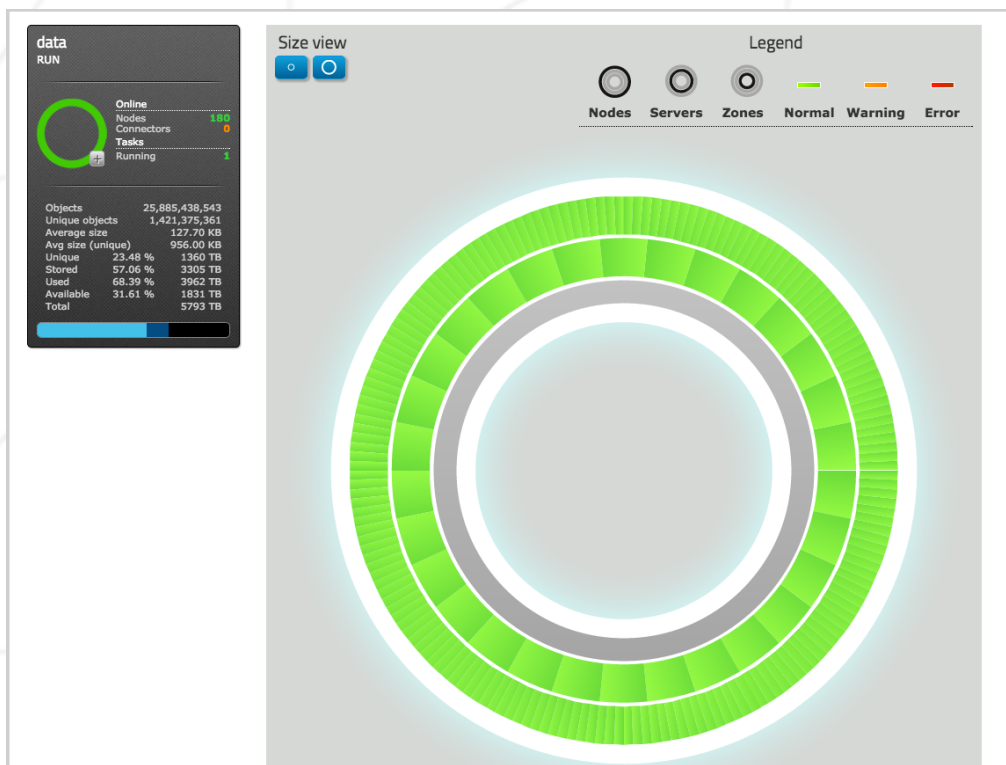 data
RUN
Online
Nodes 180
Connectors 0
Tasks
Running 1
Objects 25,885,438,543
Unique objects 1,421,375,361
Average size 127.70 KB
Avg size (unique) 956.00 KB
Unique 23.48 % 1360 TB
Stored 57.06 % 3305 TB
Used 68.39 % 3962 TB
Available 31.61 % 1831 TB
Total 5793 TB
Size view
Legend
Nodes Servers Zones Normal Warning Error